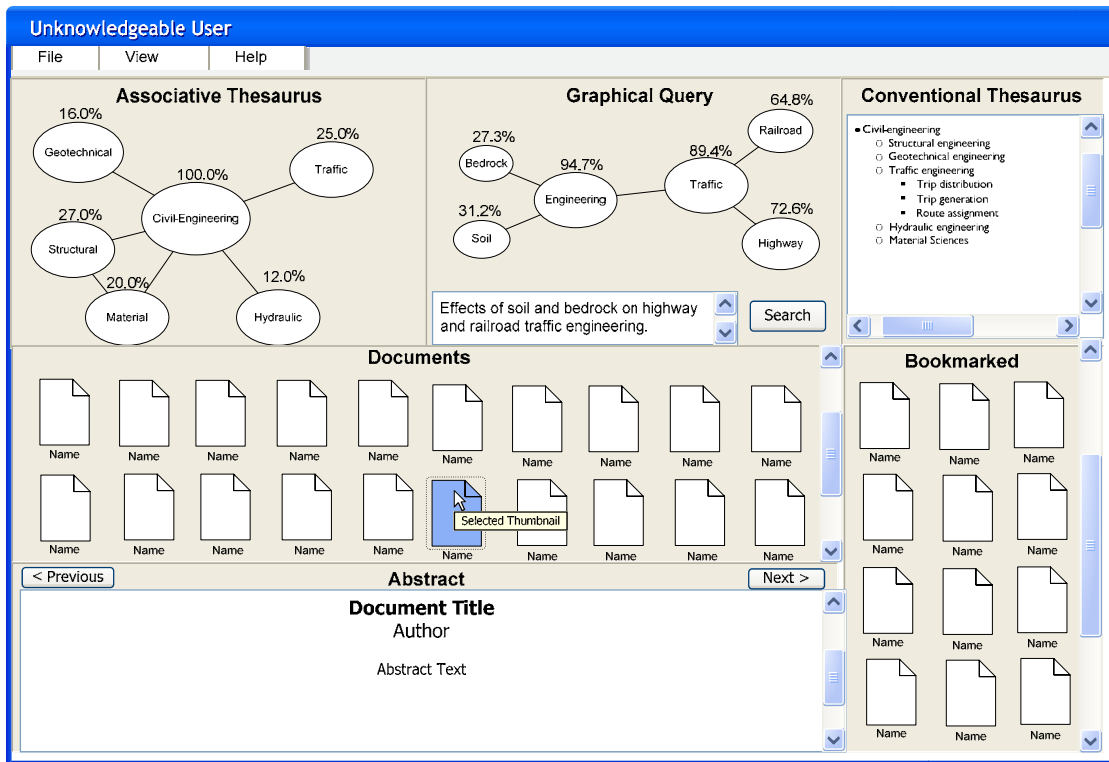 Unknowledgeable User
File View Help
Associative Thesaurus
16.0%
Geotechnical
25.0%
Traffic
100.0%
Civil-Engineering
27.0%
Structural
20.0%
Material
12.0%
Hydraulic
Graphical Query
64.8%
Railroad
27.3%
Bedrock
94.7%
Engineering
89.4%
Traffic
31.2%
Soil
72.6%
Highway
Effects of soil and bedrock on highway
and railroad traffic engineering.
Search
Conventional Thesaurus
Civil-engineering
Structural engineering
Geotechnical engineering
Traffic engineering
Trip distribution
Trip generation
Route assignment
Hydraulic engineering
Material Sciences
Documents
Name Name Name Name Name Name Name Name Name Name
Selected Thumbnail
Name Name Name Name Name Name Name Name Name Name
Bookmarked
Name Name Name
Name Name Name
Name Name Name
Name Name Name
< Previous
Abstract
Next >
Document Title
Author
Abstract Text